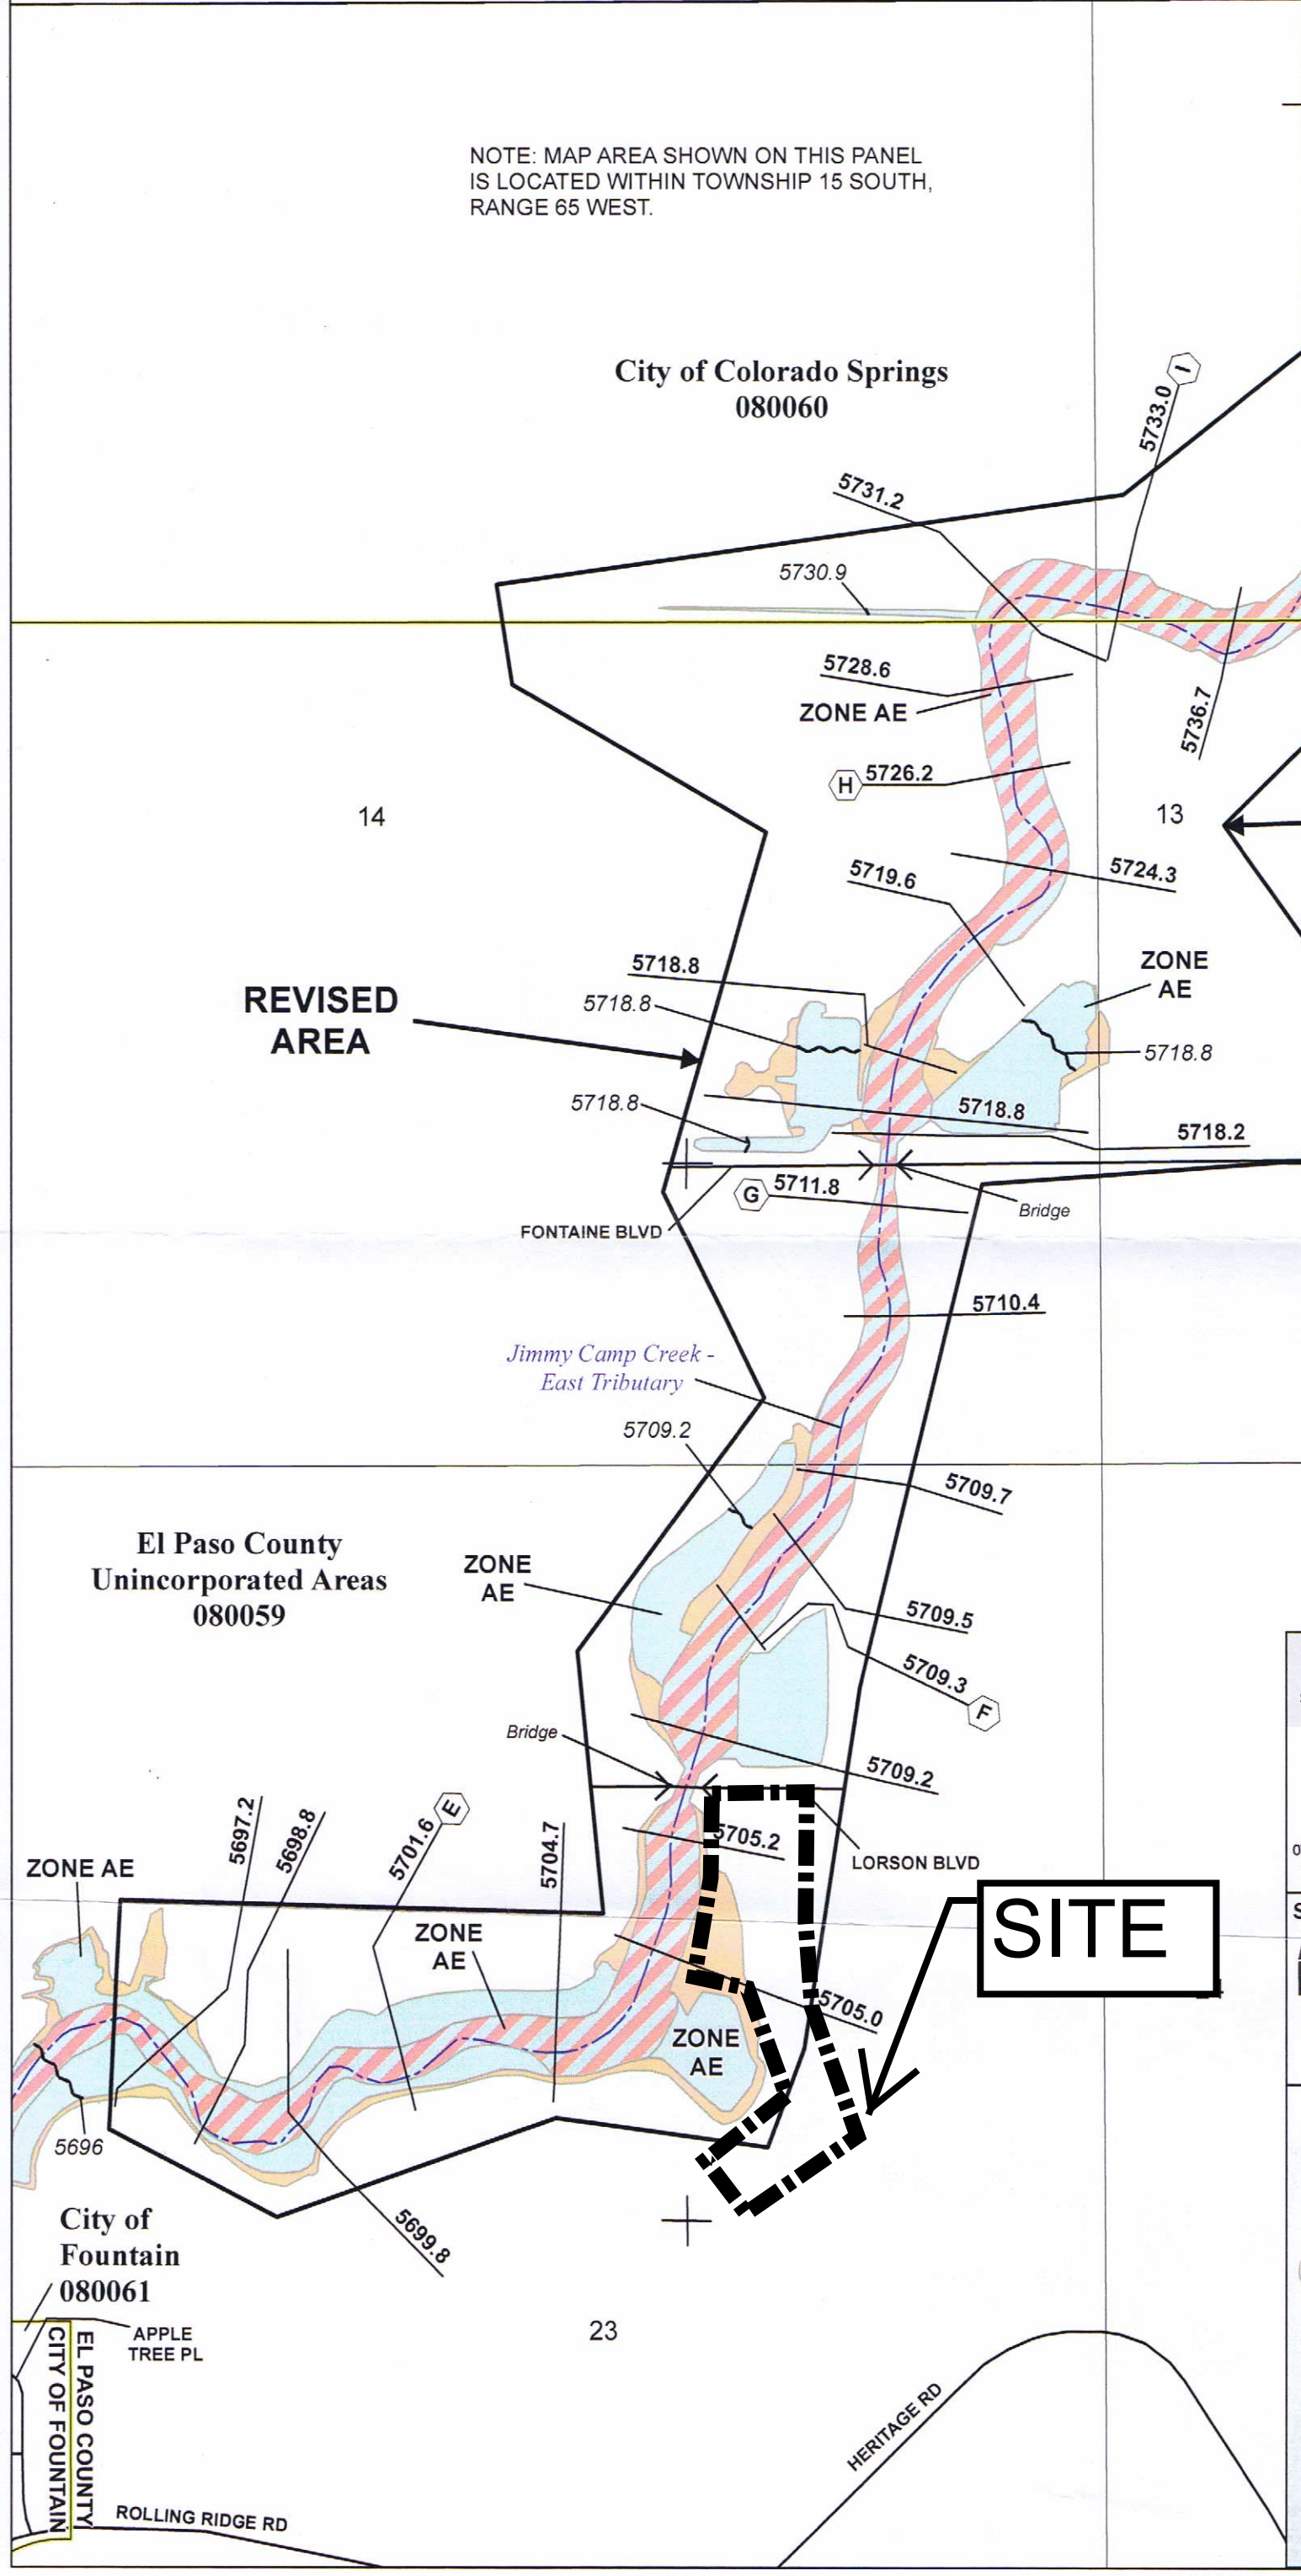 NOTE: MAP AREA SHOWN ON THIS PANEL
IS LOCATED WITHIN TOWNSHIP 15 SOUTH,
RANGE 65 WEST.
City of Colorado Springs
080060
I
5733.0
5731.2
5730.9
5728.6
ZONE AE
5736.7
H
5726.2
14
13
5724.3
5719.6
ZONE
AE
5718.8
REVISED
AREA
5718.8
5718.8
5718.8
5718.8
5718.2
G
5711.8
Bridge
FONTAINE BLVD
5710.4
Jimmy Camp Creek -
East Tributary
5709.2
5709.7
El Paso County
Unincorporated Areas
080059
ZONE
AE
5709.5
5709.3
F
Bridge
5709.2
5697.2
5698.8
5701.6
E
5704.7
5705.2
LORSON BLVD
ZONE AE
SITE
ZONE
AE
5705.0
ZONE
AE
5696
City of
Fountain
080061
5699.8
APPLE
TREE PL
23
EL PASO COUNTY
CITY OF FOUNTAIN
HERITAGE RD
ROLLING RIDGE RD